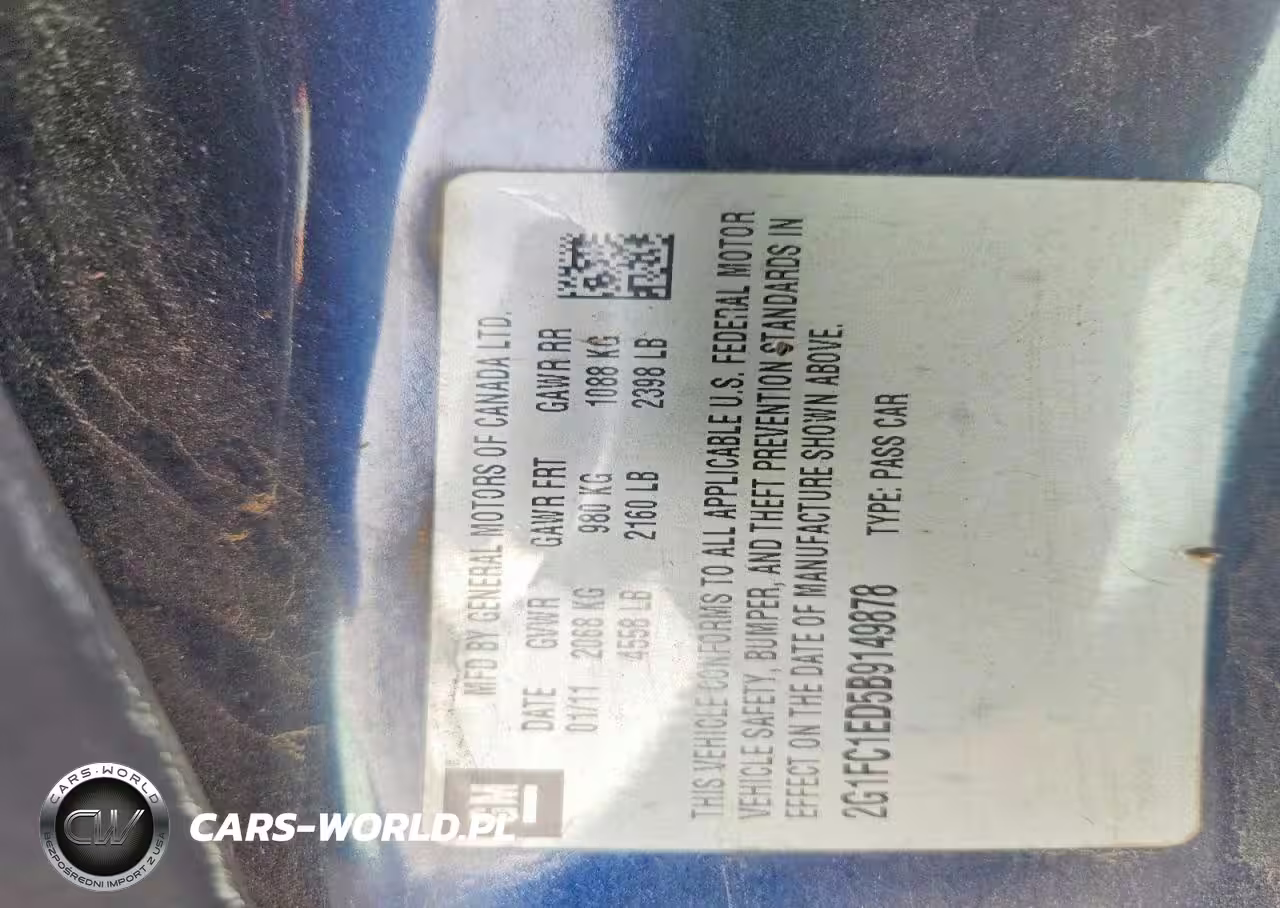 GM
MFD BY GENERAL MOTORS OF CANADA LTD.
DATE GVWR GAWR FRT GAWR RR
01/11 2068 KG 980 KG 1088 KG
4558 LB 2160 LB 2398 LB
THIS VEHICLE CONFORMS TO ALL APPLICABLE U.S. FEDERAL MOTOR
VEHICLE SAFETY, BUMPER, AND THEFT PREVENTION STANDARDS IN
EFFECT ON THE DATE OF MANUFACTURE SHOWN ABOVE.
2G1FC1ED5B9149878 TYPE: PASS CAR
CARS-WORLD
CW
BEZPOŚREDNI IMPORT Z USA
CARS-WORLD.PL